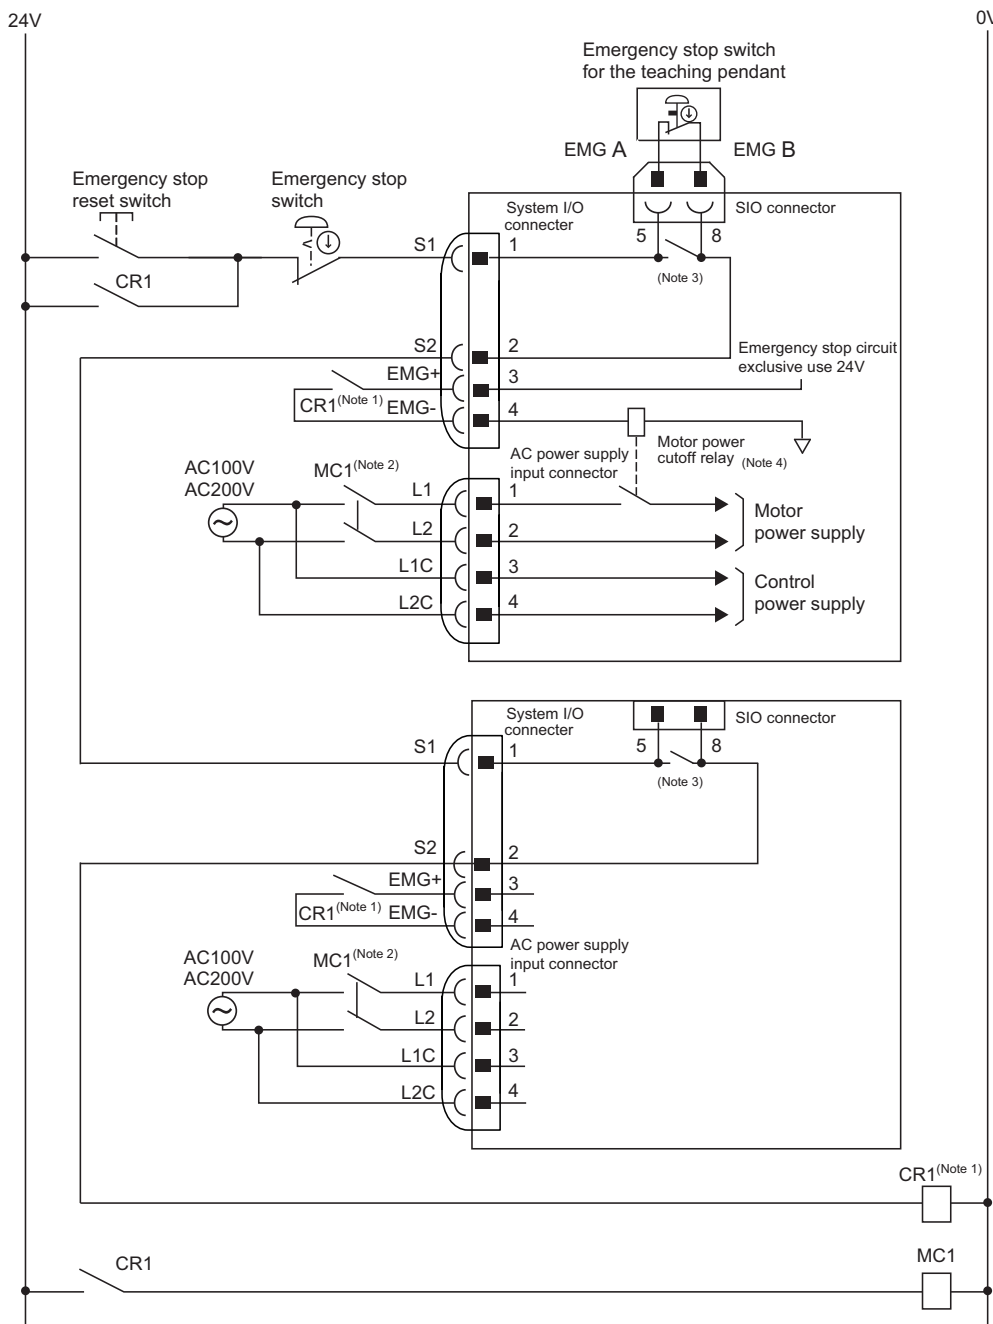 24V
0V
Emergency stop switch
for the teaching pendant
EMG A
EMG B
Emergency stop
reset switch
Emergency stop
switch
System I/O
connecter
SIO connector
S1
1
5
8
(Note 3)
CR1
S2
2
Emergency stop circuit
exclusive use 24V
EMG+
3
CR1(Note 1)
EMG-
4
Motor power
cutoff relay (Note 4)
AC power supply
input connector
AC100V
AC200V
MC1(Note 2)
L1
1
Motor
power supply
L2
2
L1C
3
Control
power supply
L2C
4
System I/O
connecter
SIO connector
S1
1
5
8
(Note 3)
S2
2
EMG+
3
CR1(Note 1)
EMG-
4
AC power supply
input connector
AC100V
AC200V
MC1(Note 2)
L1
1
L2
2
L1C
3
L2C
4
CR1(Note 1)
CR1
MC1